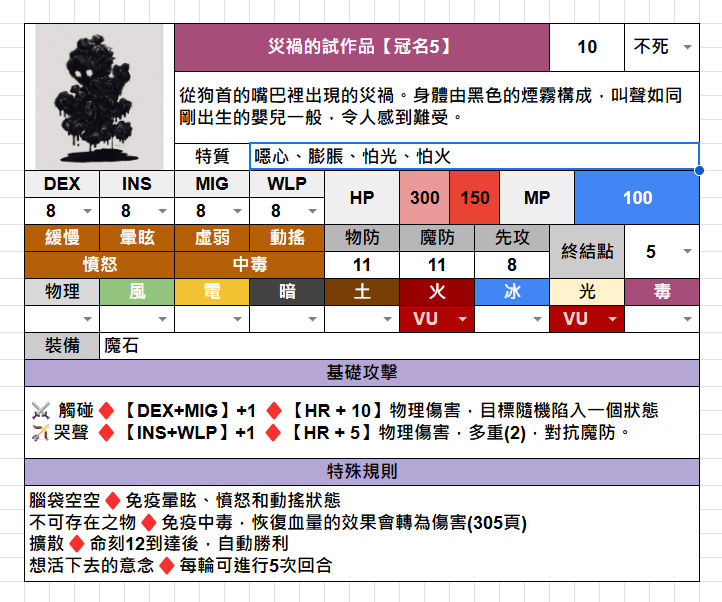 災禍的試作品【冠名5】 10 不死
從狗首的嘴巴裡出現的災禍。身體由黑色的煙霧構成，叫聲如同
剛出生的嬰兒一般，令人感到難受。
特質 噁心、膨脹、怕光、怕火
DEX INS MIG WLP HP 300 150 MP 100
8 8 8 8
緩慢 暈眩 虛弱 動搖 物防 魔防 先攻 終結點 5
憤怒 中毒 11 11 8
物理 風 電 暗 土 火 冰 光 毒
VU VU
裝備 魔石
基礎攻擊
觸碰♦【DEX+MIG】+1 ♦【HR + 10】物理傷害，目標隨機陷入一個狀態
哭聲 ♦【INS+WLP】+1 ♦【HR + 5】物理傷害，多重(2)，對抗魔防。
特殊規則
腦袋空空♦免疫暈眩、憤怒和動搖狀態
不可存在之物♦免疫中毒，恢復血量的效果會轉為傷害(305頁)
擴散♦命刻12到達後，自動勝利
想活下去的意念♦每輪可進行5次回合